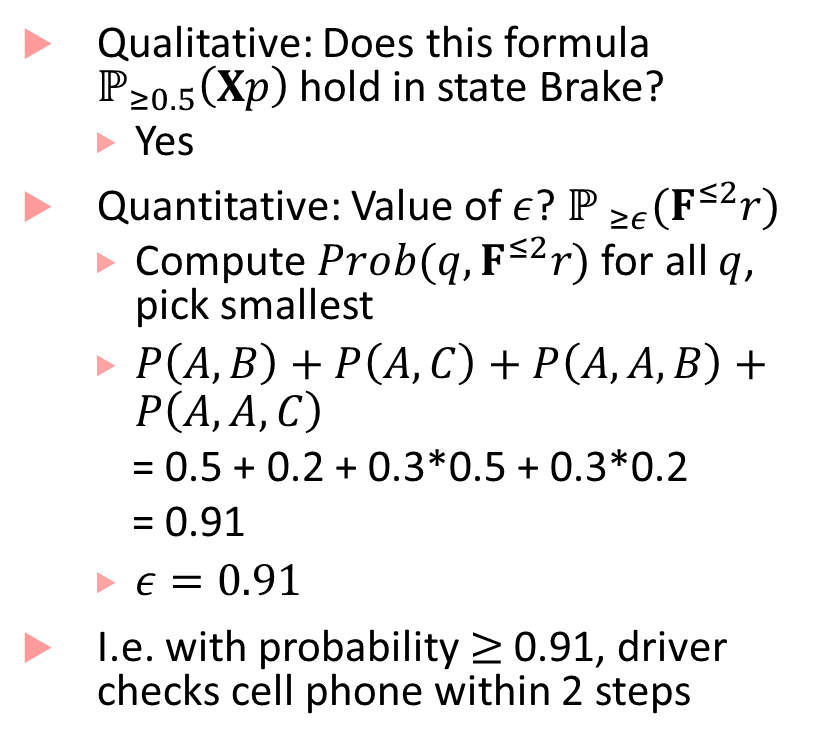 Qualitative: Does this formula
ℙ≥0.5(𝐗𝑝) hold in state Brake?
Yes
Quantitative: Value of 𝜖? ℙ ≥𝜖(𝐅≤2𝑟)
Compute 𝑃𝑟𝑜𝑏(𝑞, 𝐅≤2𝑟) for all 𝑞,
pick smallest
𝑃(𝐴, 𝐵) + 𝑃(𝐴, 𝐶) + 𝑃(𝐴, 𝐴, 𝐵) +
𝑃(𝐴, 𝐴, 𝐶)
= 0.5 + 0.2 + 0.3*0.5 + 0.3*0.2
= 0.91
𝜖 = 0.91
I.e. with probability ≥ 0.91, driver
checks cell phone within 2 steps